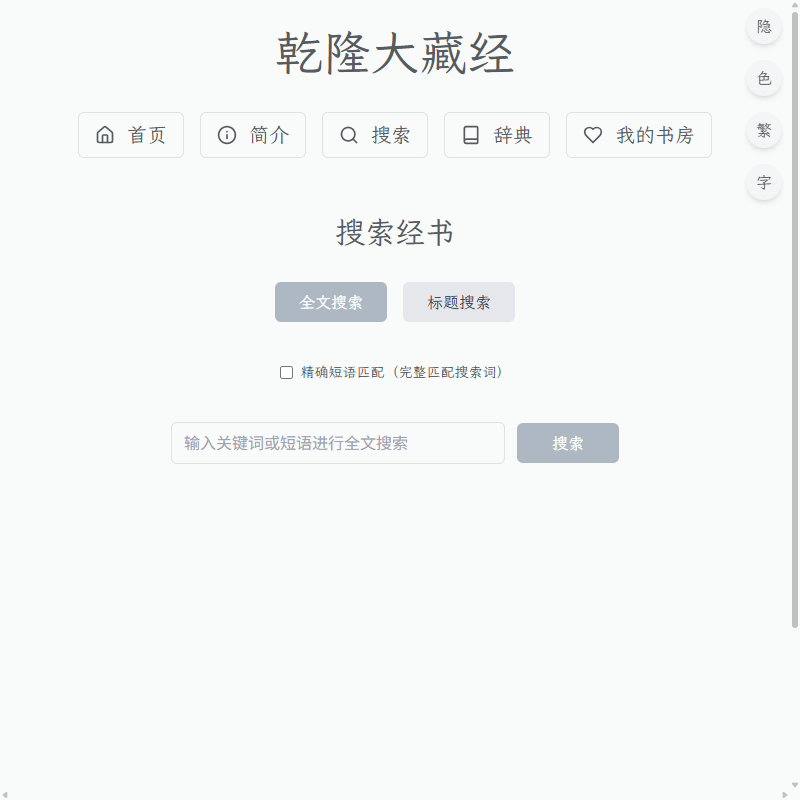 乾隆大藏经
首页 简介 搜索 辞典 我的书房
隐
色
繁
字
搜索经书
全文搜索 标题搜索
精确短语匹配（完整匹配搜索词）
输入关键词或短语进行全文搜索 搜索